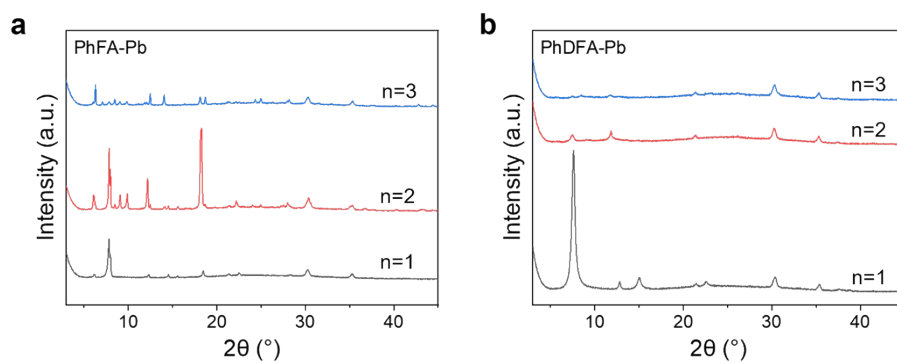 a
PhFA-Pb
n=3
n=2
n=1
Intensity (a.u.)
10 20 30 40
2θ (°)
b
PhDFA-Pb
n=3
n=2
n=1
Intensity (a.u.)
10 20 30 40
2θ (°)